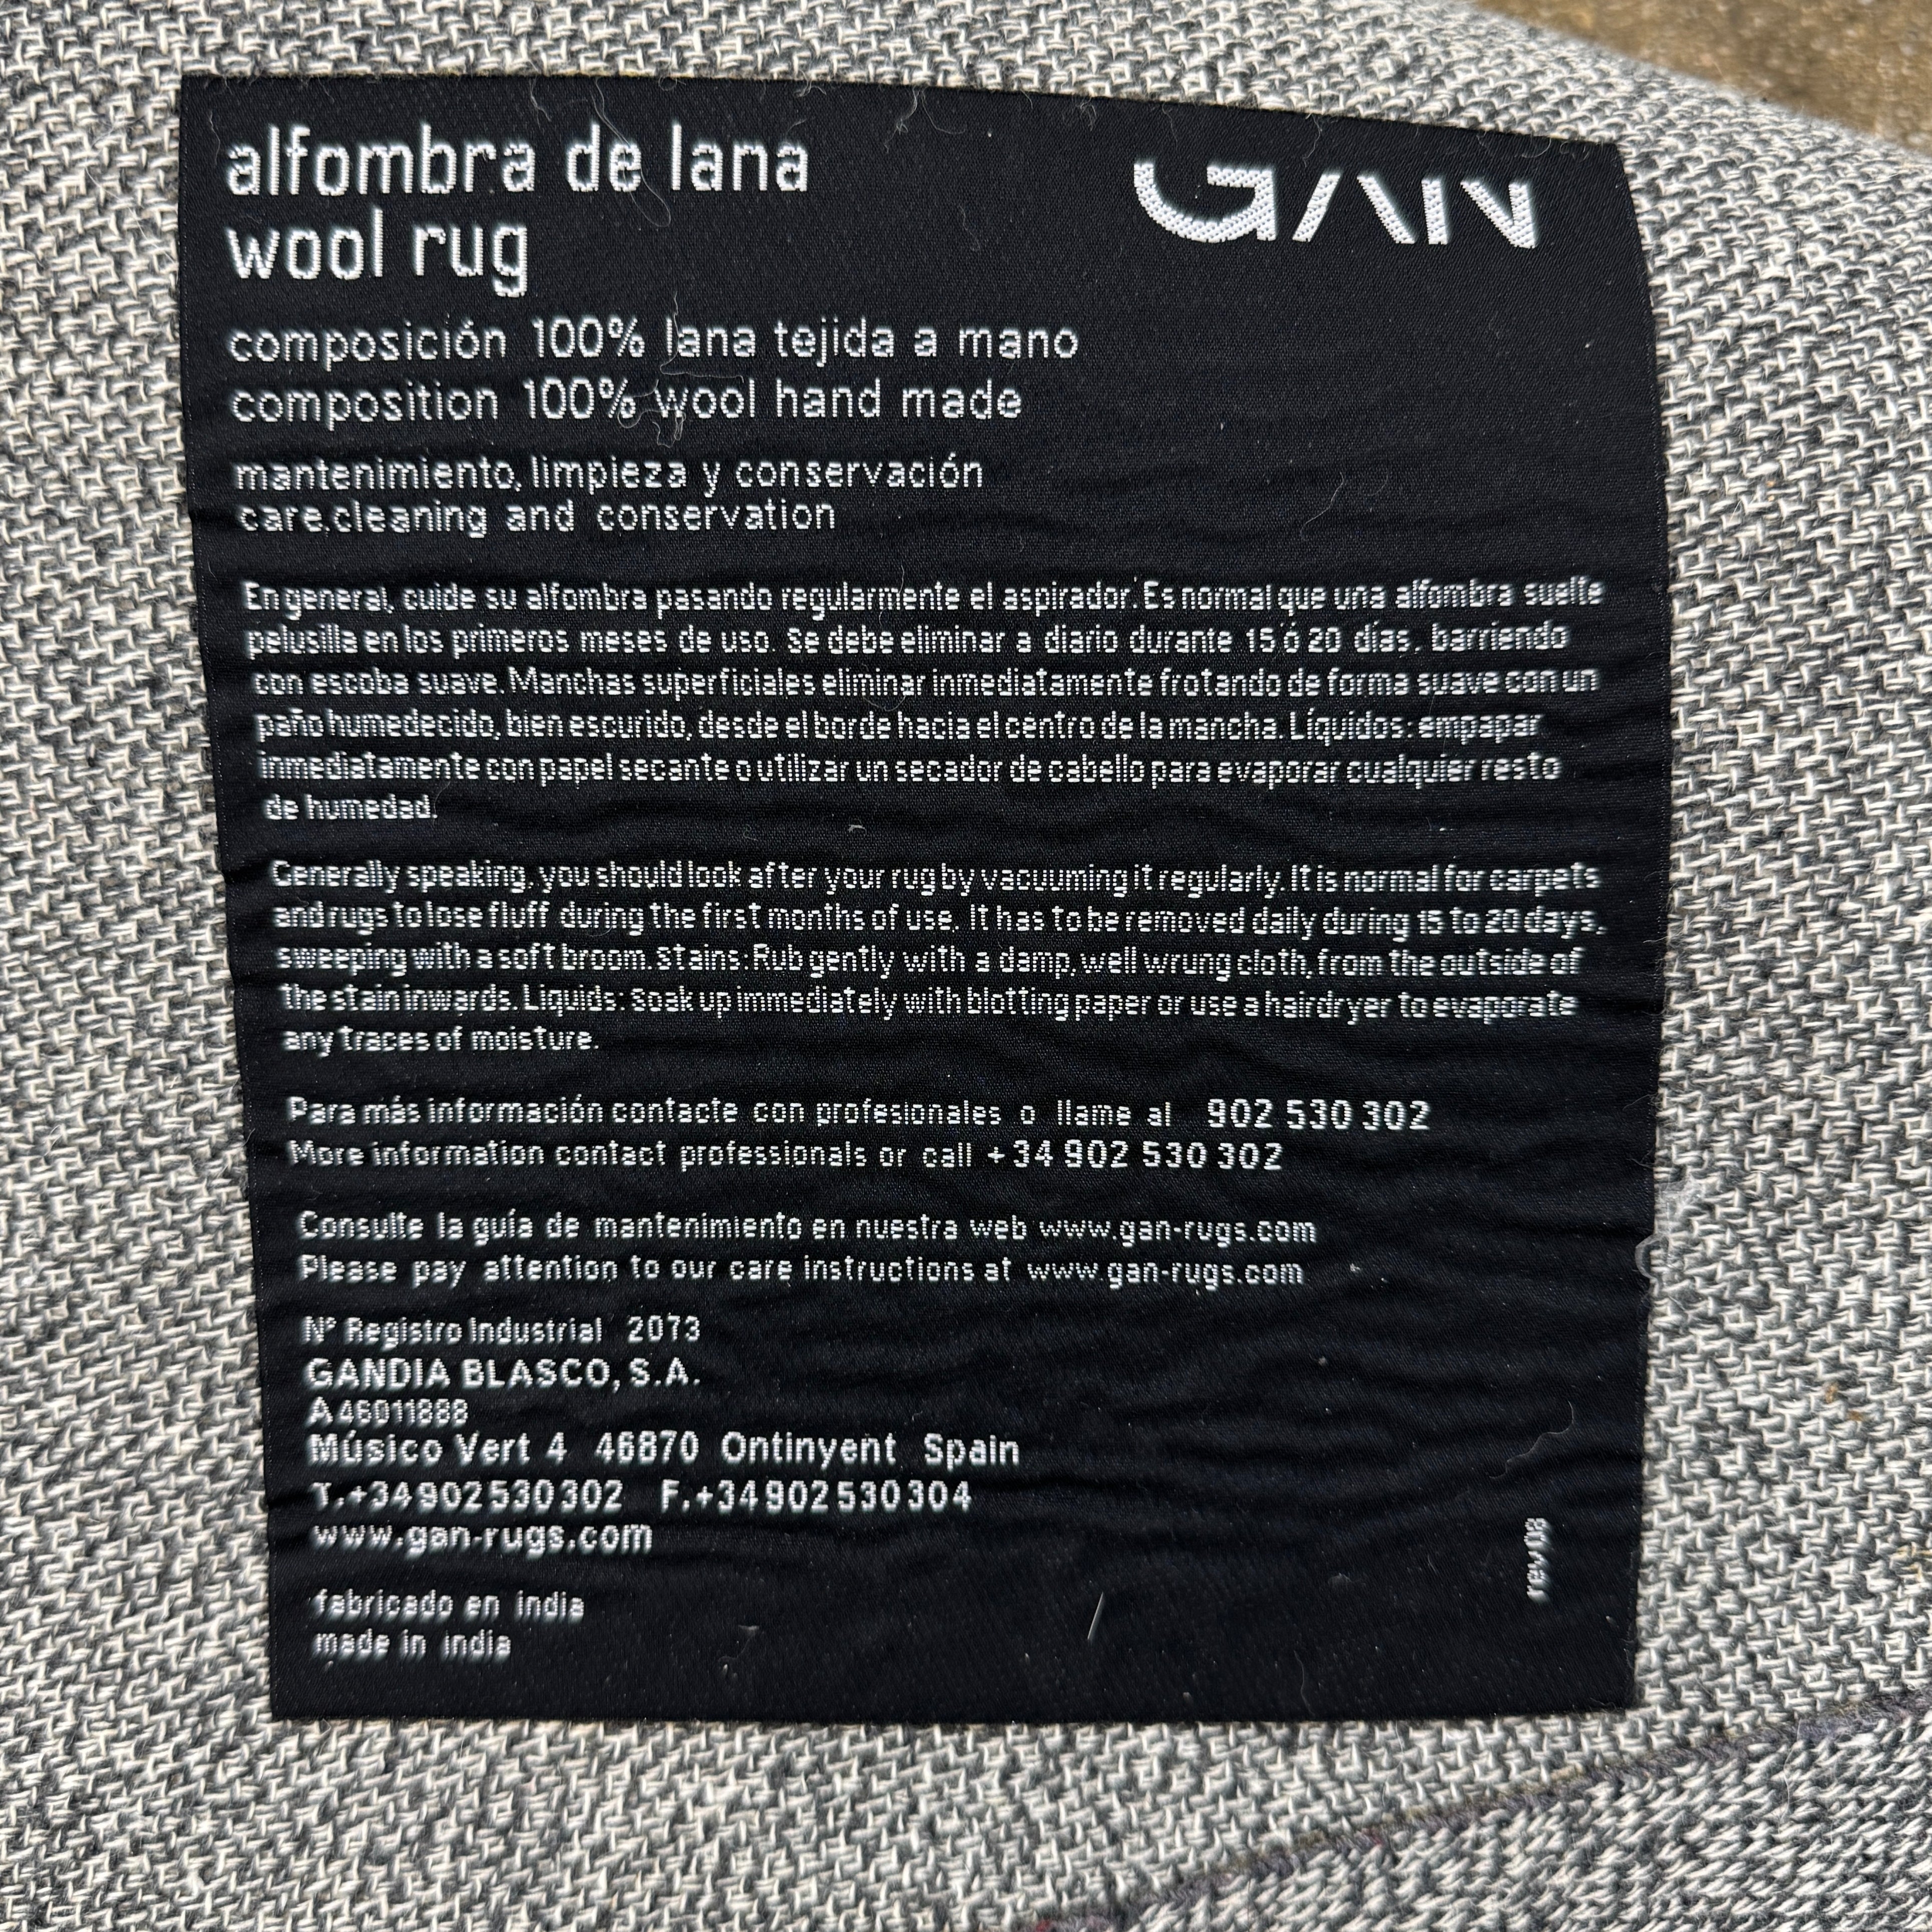 alfombra de lana
wool rug
GAN
composición 100% lana tejida a mano
composition 100% wool hand made
mantenimiento, limpieza y conservación
care,cleaning and conservation
En general, cuide su alfombra pasando regularmente el aspirador. Es normal que una alfombra suelte
pelusilla en los primeros meses de uso. Se debe eliminar a diario durante 15 ó 20 días, barriendo
con escoba suave. Manchas superficiales eliminar inmediatamente frotando de forma suave con un
paño humedecido, bien escurido, desde el borde hacia el centro de la mancha. Líquidos: empapar
inmediatamente con papel secante o utilizar un secador de cabello para evaporar cualquier resto
de humedad.
Generally speaking, you should look after your rug by vacuuming it regularly. It is normal for carpets
and rugs to lose fluff during the first months of use. It has to be removed daily during 15 to 20 days,
sweeping with a soft broom. Stains: Rub gently with a damp, well wrung cloth, from the outside of
the stain inwards. Liquids: Soak up immediately with blotting paper or use a hairdryer to evaporate
any traces of moisture.
Para más información contacte con profesionales o llame al 902 530 302
More information contact professionals or call +34 902 530 302
Consulte la guía de mantenimiento en nuestra web www.gan-rugs.com
Please pay attention to our care instructions at www.gan-rugs.com
Nº Registro Industrial 2073
GANDIA BLASCO, S.A.
A46011888
Músico Vert 4 46870 Ontinyent Spain
T.+34902530302 F.+34902530304
www.gan-rugs.com
fabricado en india
made in india